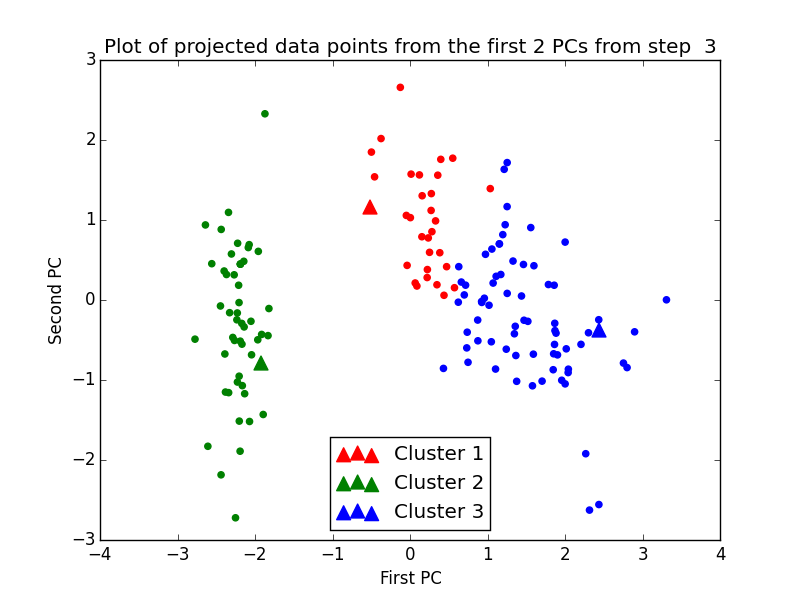 Plot of projected data points from the first 2 PCs from step  3
3
2
1
0
−1
−2
−3
Second PC
Cluster 1
Cluster 2
Cluster 3
−4 −3 −2 −1 0 1 2 3 4
First PC